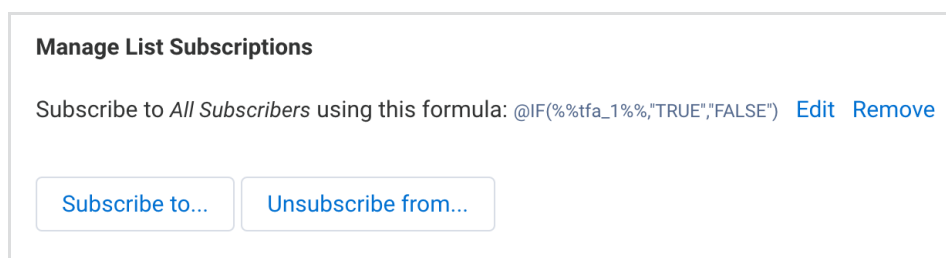 Manage List Subscriptions
Subscribe to All Subscribers using this formula: @IF(%%tfa_1%%,"TRUE","FALSE") Edit Remove
Subscribe to... Unsubscribe from...